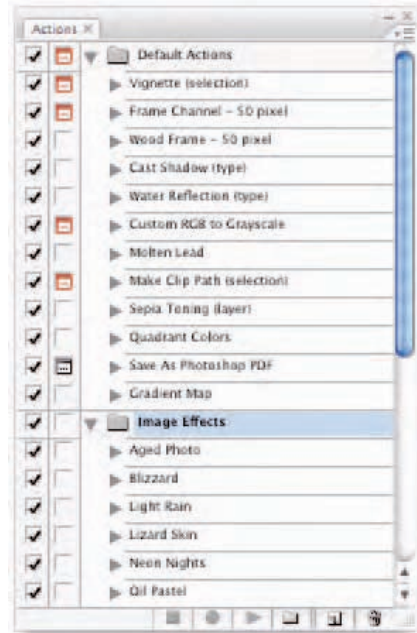 Actions ×
Default Actions
Vignette (selection)
Frame Channel – 50 pixel
Wood Frame – 50 pixel
Cast Shadow (type)
Water Reflection (type)
Custom RGB to Grayscale
Molten Lead
Make Clip Path (selection)
Sepia Toning (layer)
Quadrant Colors
Save As Photoshop PDF
Gradient Map
Image Effects
Aged Photo
Blizzard
Light Rain
Lizard Skin
Neon Nights
Oil Pastel